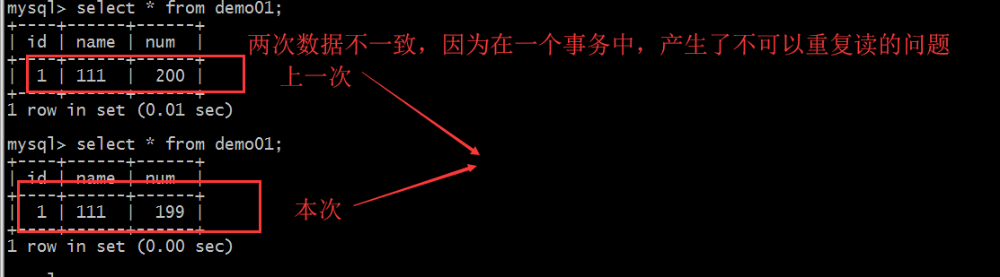 mysql> select * from demo01;
+----+------+------+
| id | name | num  |
+----+------+------+
两次数据不一致，因为在一个事务中，产生了不可以重复读的问题
|  1 | 111  |  200 |
上一次
+----+------+------+
1 row in set (0.01 sec)
mysql> select * from demo01;
+----+------+------+
| id | name | num  |
+----+------+------+
|  1 | 111  |  199 |
本次
+----+------+------+
1 row in set (0.00 sec)